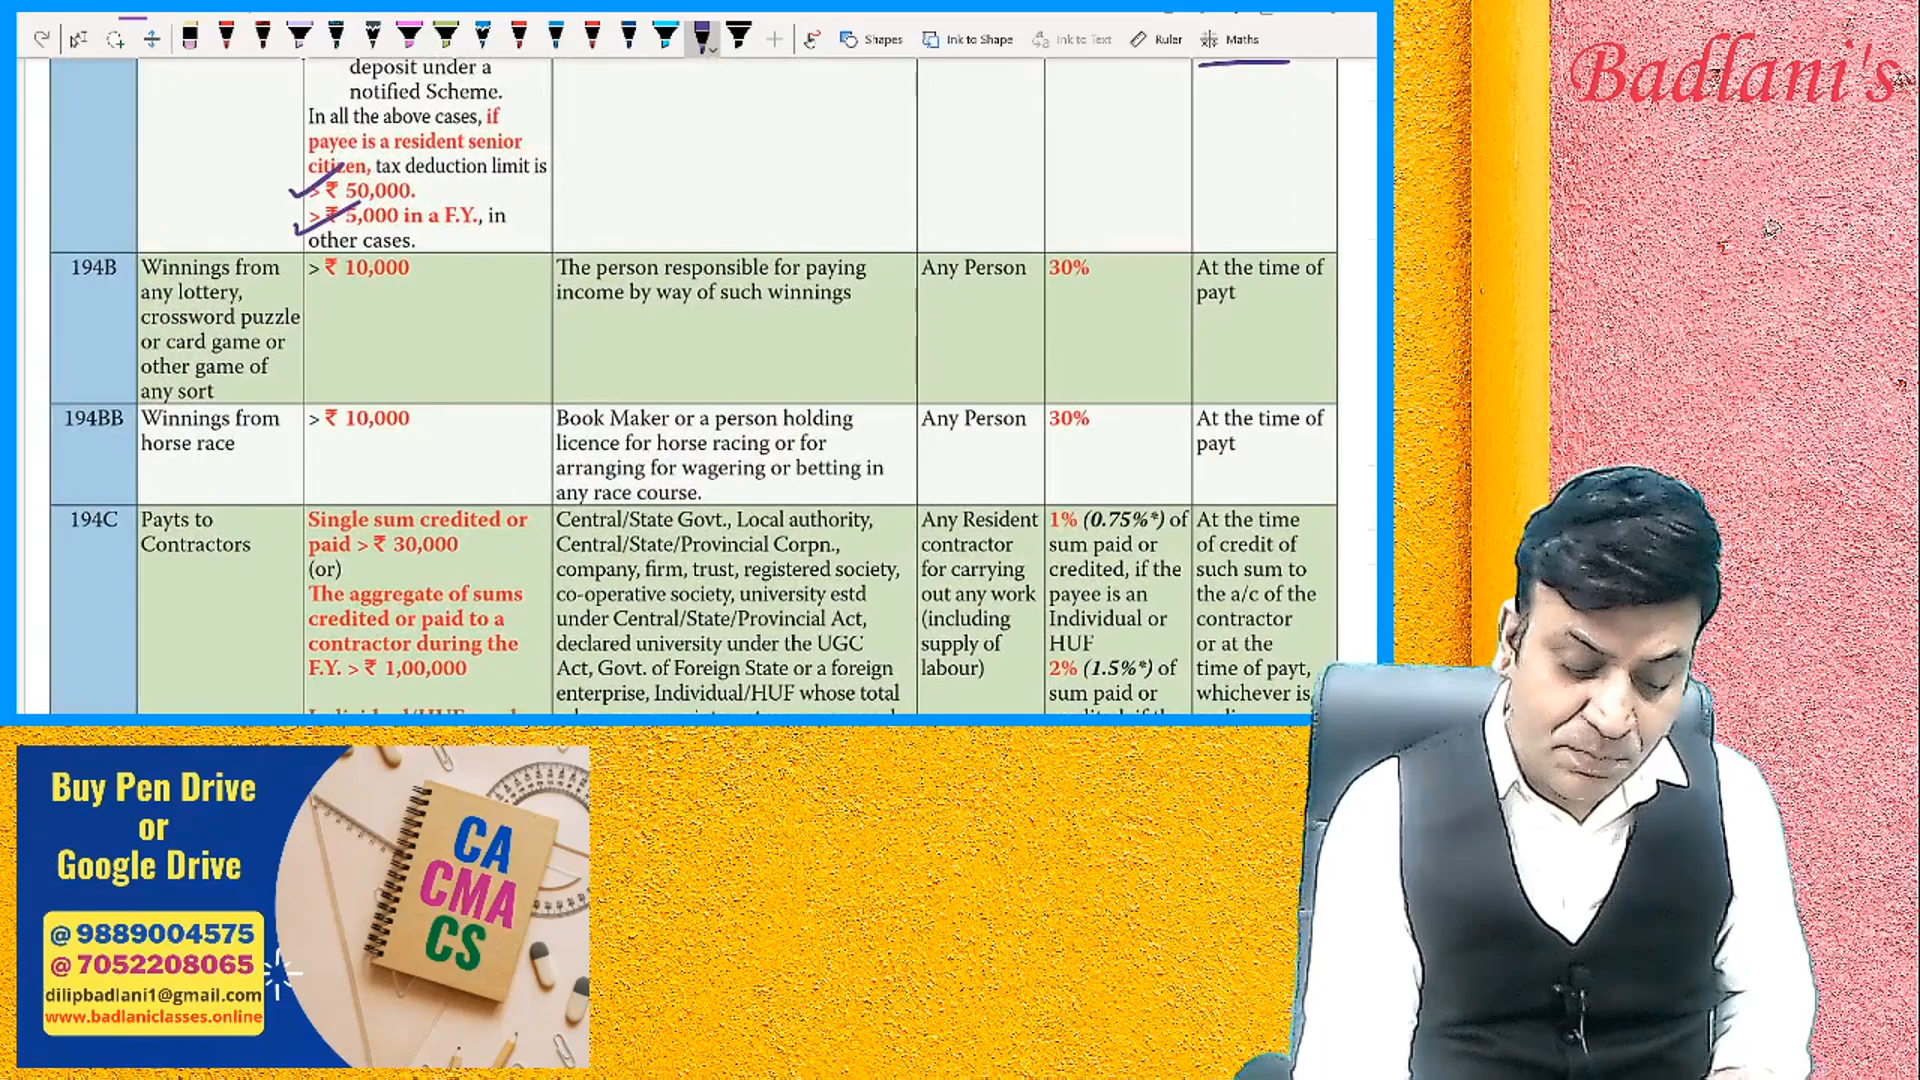 Shapes
Ink to Shape
Ink to Text
Ruler
Maths
Badlani's
deposit under a
notified Scheme.
In all the above cases, if
payee is a resident senior
citizen, tax deduction limit is
> ₹ 50,000.
> ₹ 5,000 in a F.Y., in
other cases.
194B
Winnings from
any lottery,
crossword puzzle
or card game or
other game of
any sort
> ₹ 10,000
The person responsible for paying
income by way of such winnings
Any Person
30%
At the time of
payt
194BB
Winnings from
horse race
> ₹ 10,000
Book Maker or a person holding
licence for horse racing or for
arranging for wagering or betting in
any race course.
Any Person
30%
At the time of
payt
194C
Payts to
Contractors
Single sum credited or
paid > ₹ 30,000
(or)
The aggregate of sums
credited or paid to a
contractor during the
F.Y. > ₹ 1,00,000
Central/State Govt., Local authority,
Central/State/Provincial Corpn.,
company, firm, trust, registered society,
co-operative society, university estd
under Central/State/Provincial Act,
declared university under the UGC
Act, Govt. of Foreign State or a foreign
enterprise, Individual/HUF whose total
Any Resident
contractor
for carrying
out any work
(including
supply of
labour)
1% (0.75%*) of
sum paid or
credited, if the
payee is an
Individual or
HUF
2% (1.5%*) of
sum paid or
At the time
of credit of
such sum to
the a/c of the
contractor
or at the
time of payt,
whichever is
Buy Pen Drive
or
Google Drive
@ 9889004575
@ 7052208065
dilipbadlani1@gmail.com
www.badlaniclasses.online
CA
CMA
CS